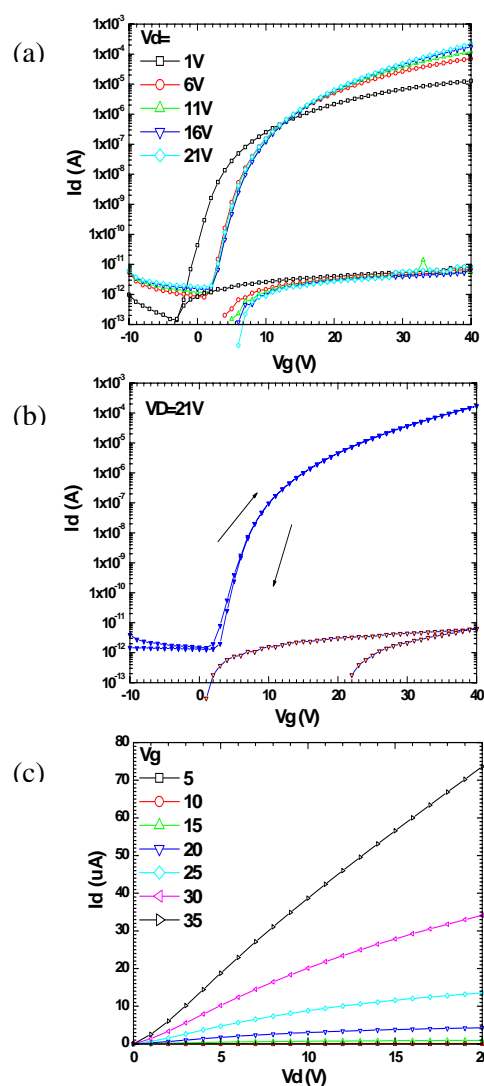 (a)
Vd=
1V
6V
11V
16V
21V
1x10⁻³
1x10⁻⁴
1x10⁻⁵
1x10⁻⁶
1x10⁻⁷
1x10⁻⁸
1x10⁻⁹
1x10⁻¹⁰
1x10⁻¹¹
1x10⁻¹²
1x10⁻¹³
Id (A)
-10 0 10 20 30 40
Vg (V)
(b)
VD=21V
1x10⁻³
1x10⁻⁴
1x10⁻⁵
1x10⁻⁶
1x10⁻⁷
1x10⁻⁸
1x10⁻⁹
1x10⁻¹⁰
1x10⁻¹¹
1x10⁻¹²
1x10⁻¹³
Id (A)
-10 0 10 20 30 40
Vg (V)
(c)
Vg
5
10
15
20
25
30
35
80
70
60
50
40
30
20
10
0
Id (uA)
0 5 10 15 20
Vd (V)